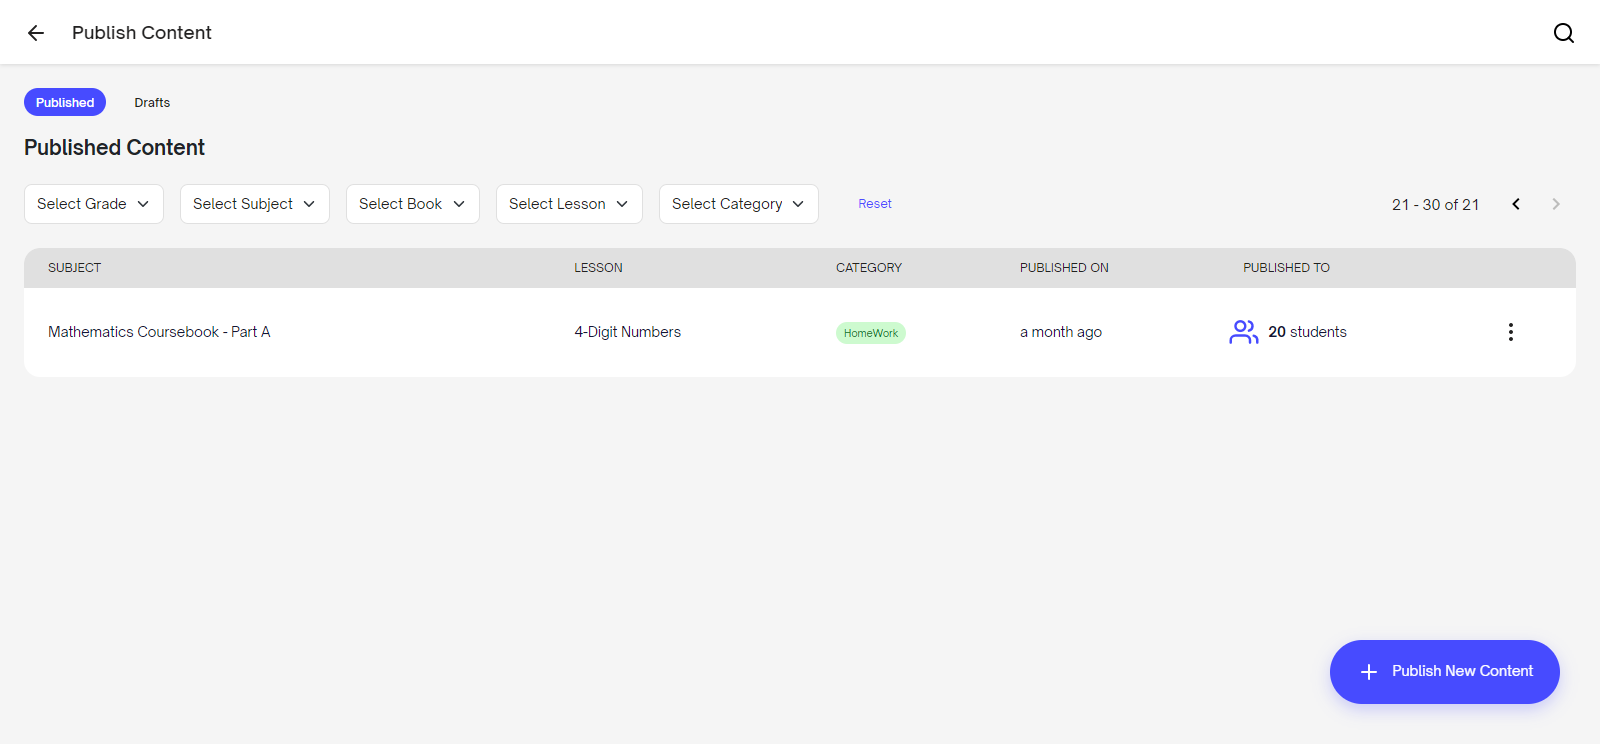 Publish Content
Published Drafts
Published Content
Select Grade Select Subject Select Book Select Lesson Select Category Reset 21 - 30 of 21
SUBJECT LESSON CATEGORY PUBLISHED ON PUBLISHED TO
Mathematics Coursebook - Part A 4-Digit Numbers HomeWork a month ago 20 students
Publish New Content